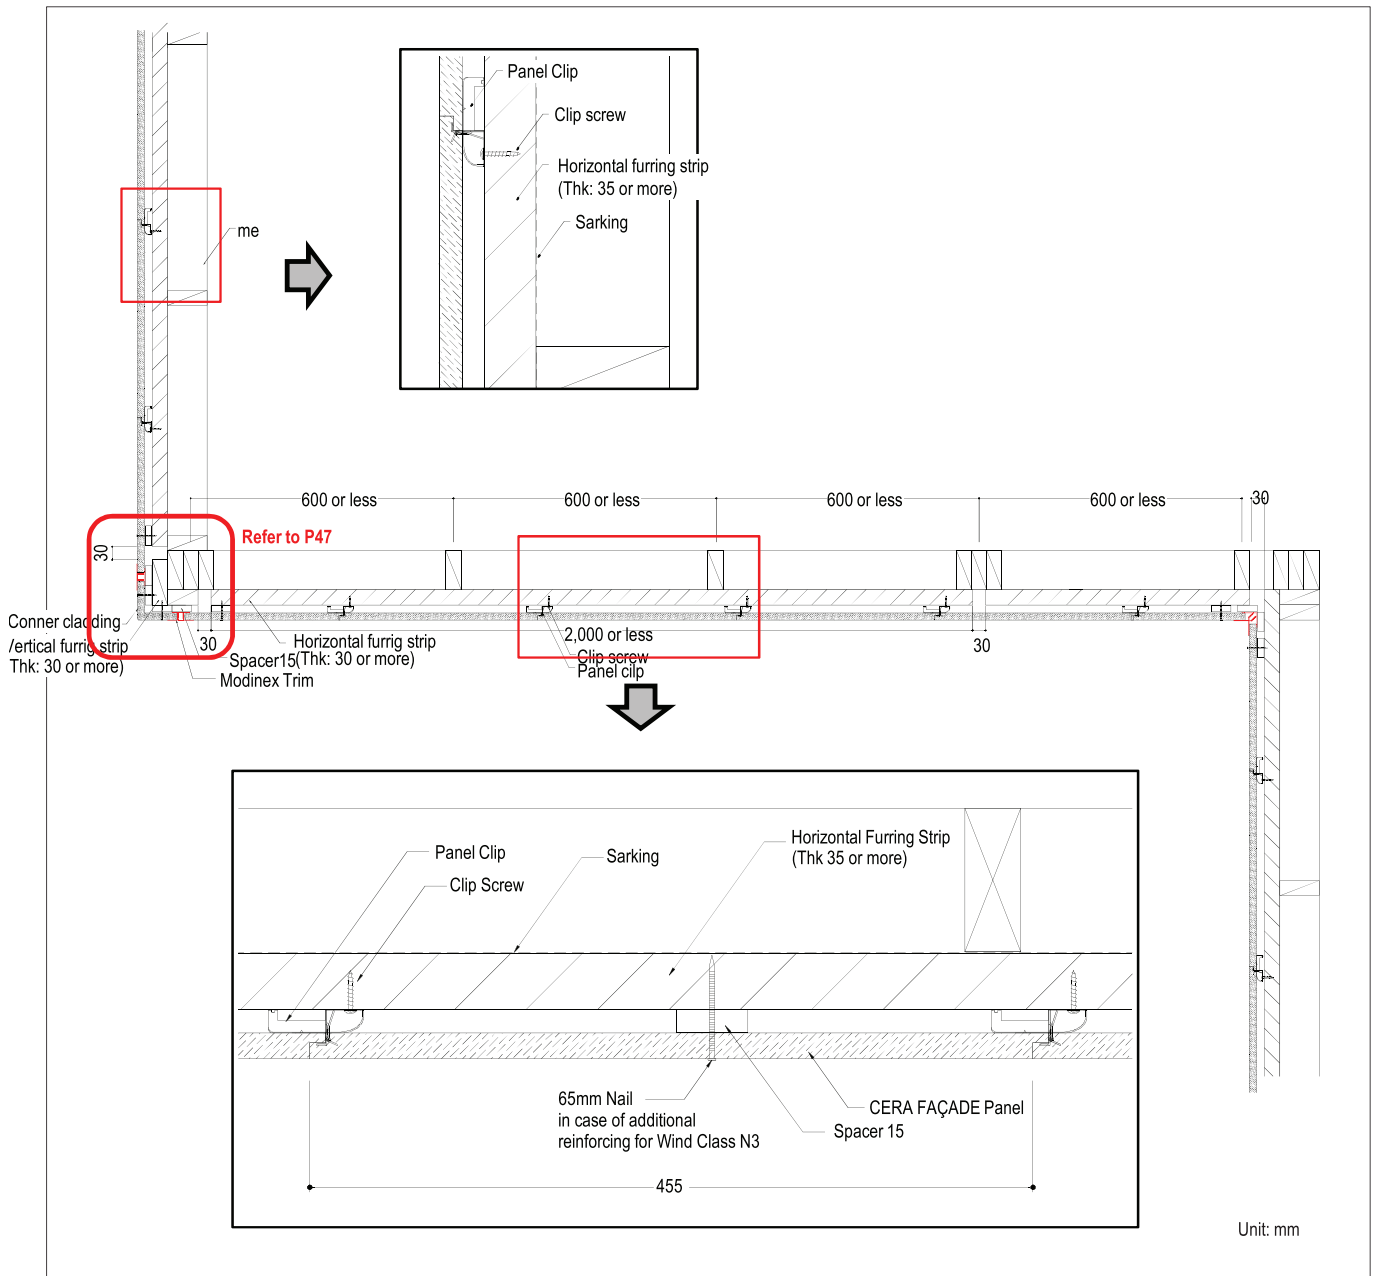 Panel Clip
Clip screw
Horizontal furring strip
(Thk: 35 or more)
Sarking
me
600 or less
600 or less
600 or less
600 or less
30
Refer to P47
30
Conner cladding
/ertical furrig strip
Thk: 30 or more)
30
Spacer15
Modinex Trim
Horizontal furrig strip
(Thk: 30 or more)
2,000 or less
Clip screw
Panel cilp
30
Panel Clip
Clip Screw
Sarking
Horizontal Furring Strip
(Thk 35 or more)
65mm Nail
in case of additional
reinforcing for Wind Class N3
CERA FAÇADE Panel
Spacer 15
455
Unit: mm